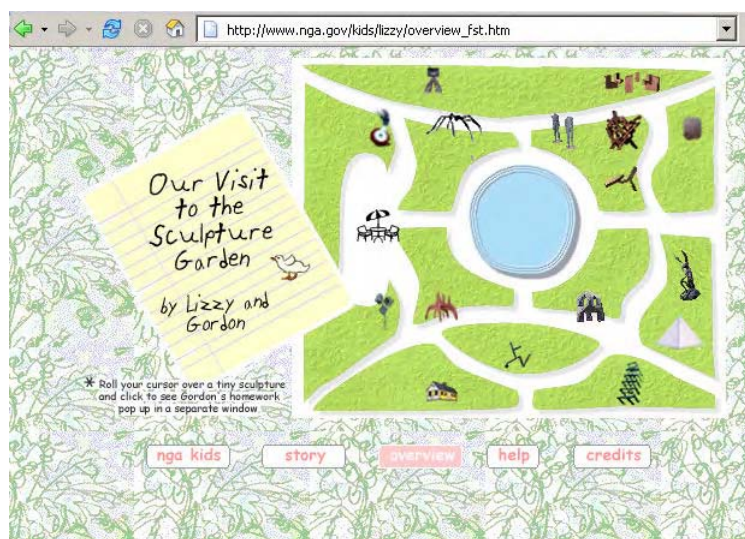 http://www.nga.gov/kids/lizzy/overview_fst.htm
Our Visit
to the
Sculpture
Garden
by Lizzy and
Gordon
* Roll your cursor over a tiny sculpture
and click to see Gordon's homework
pop up in a separate window
nga kids story overview help credits